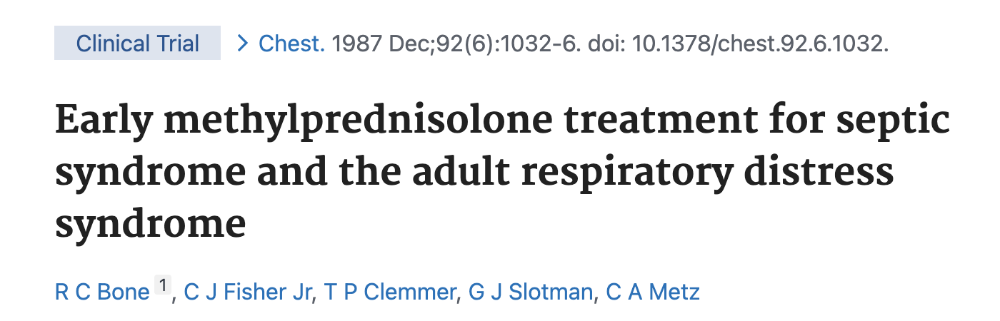 Clinical Trial > Chest. 1987 Dec;92(6):1032-6. doi: 10.1378/chest.92.6.1032.
Early methylprednisolone treatment for septic
syndrome and the adult respiratory distress
syndrome
R C Bone 1, C J Fisher Jr, T P Clemmer, G J Slotman, C A Metz